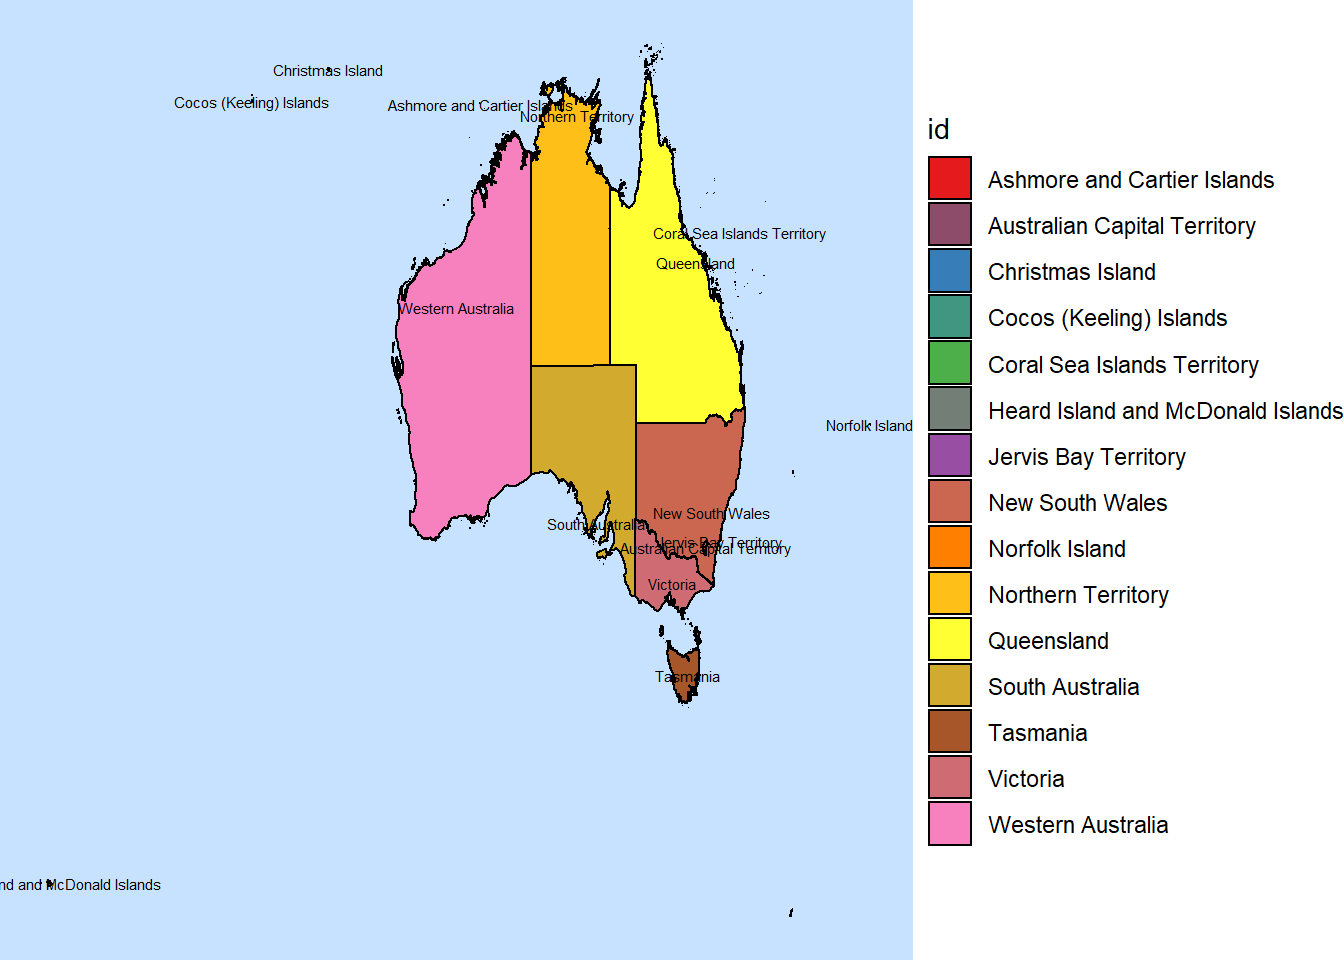 Christmas Island
Cocos (Keeling) Islands
Ashmore and Cartier Islands
Northern Territory
Coral Sea Islands Territory
Queensland
Western Australia
Norfolk Island
New South Wales
South Australia
Jervis Bay Territory
Australian Capital Territory
Victoria
Tasmania
nd and McDonald Islands
id
Ashmore and Cartier Islands
Australian Capital Territory
Christmas Island
Cocos (Keeling) Islands
Coral Sea Islands Territory
Heard Island and McDonald Islands
Jervis Bay Territory
New South Wales
Norfolk Island
Northern Territory
Queensland
South Australia
Tasmania
Victoria
Western Australia